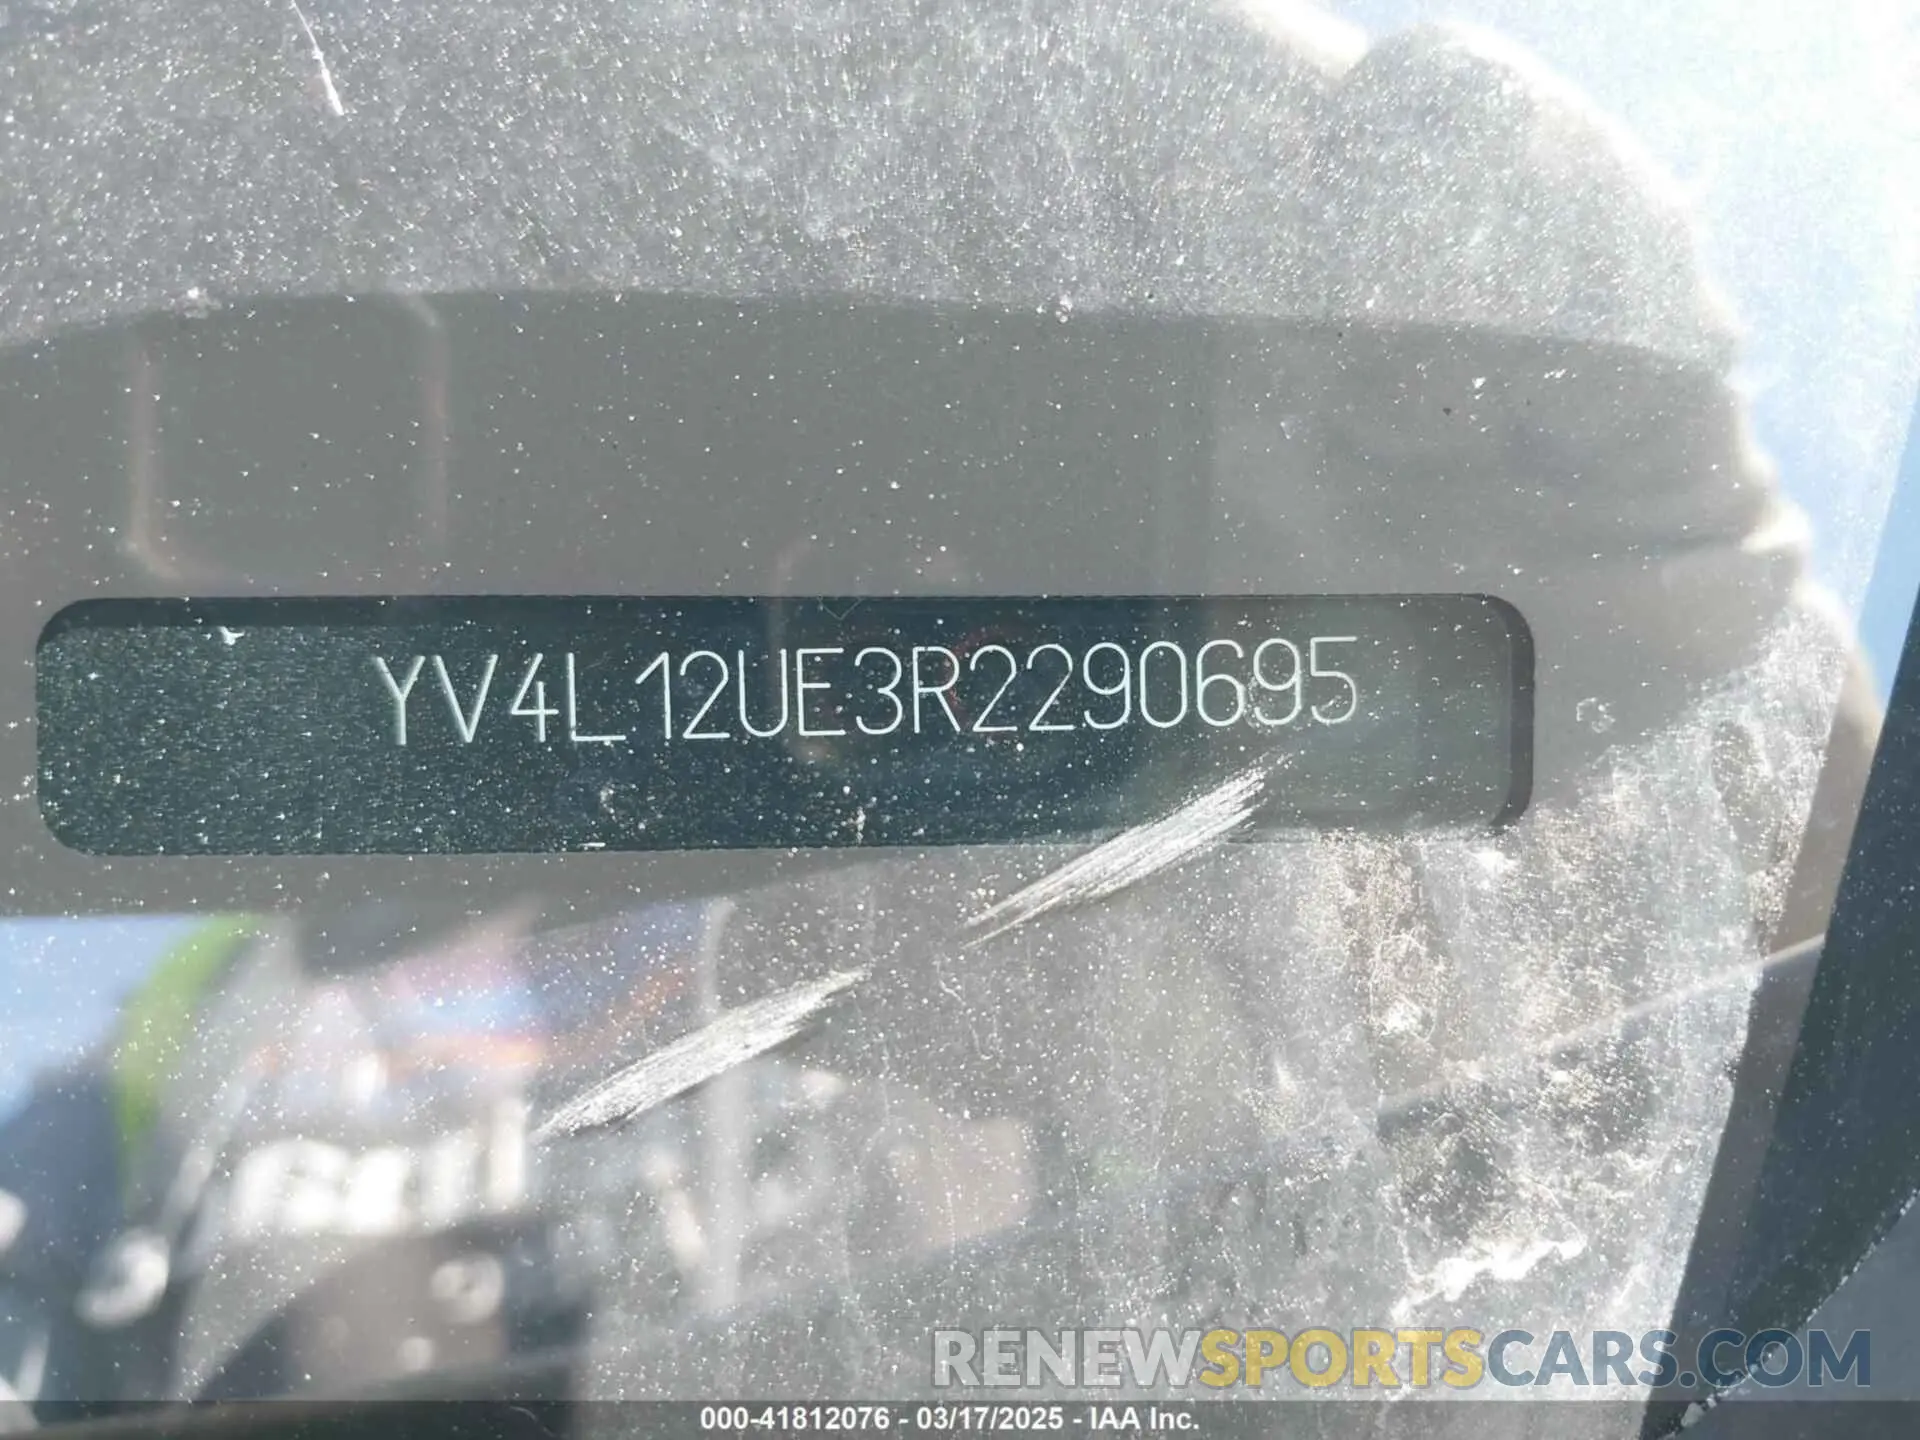 YV4L12UE3R2290695
RENEWSPORTSCARS.COM
000-41812076 - 03/17/2025 - IAA Inc.